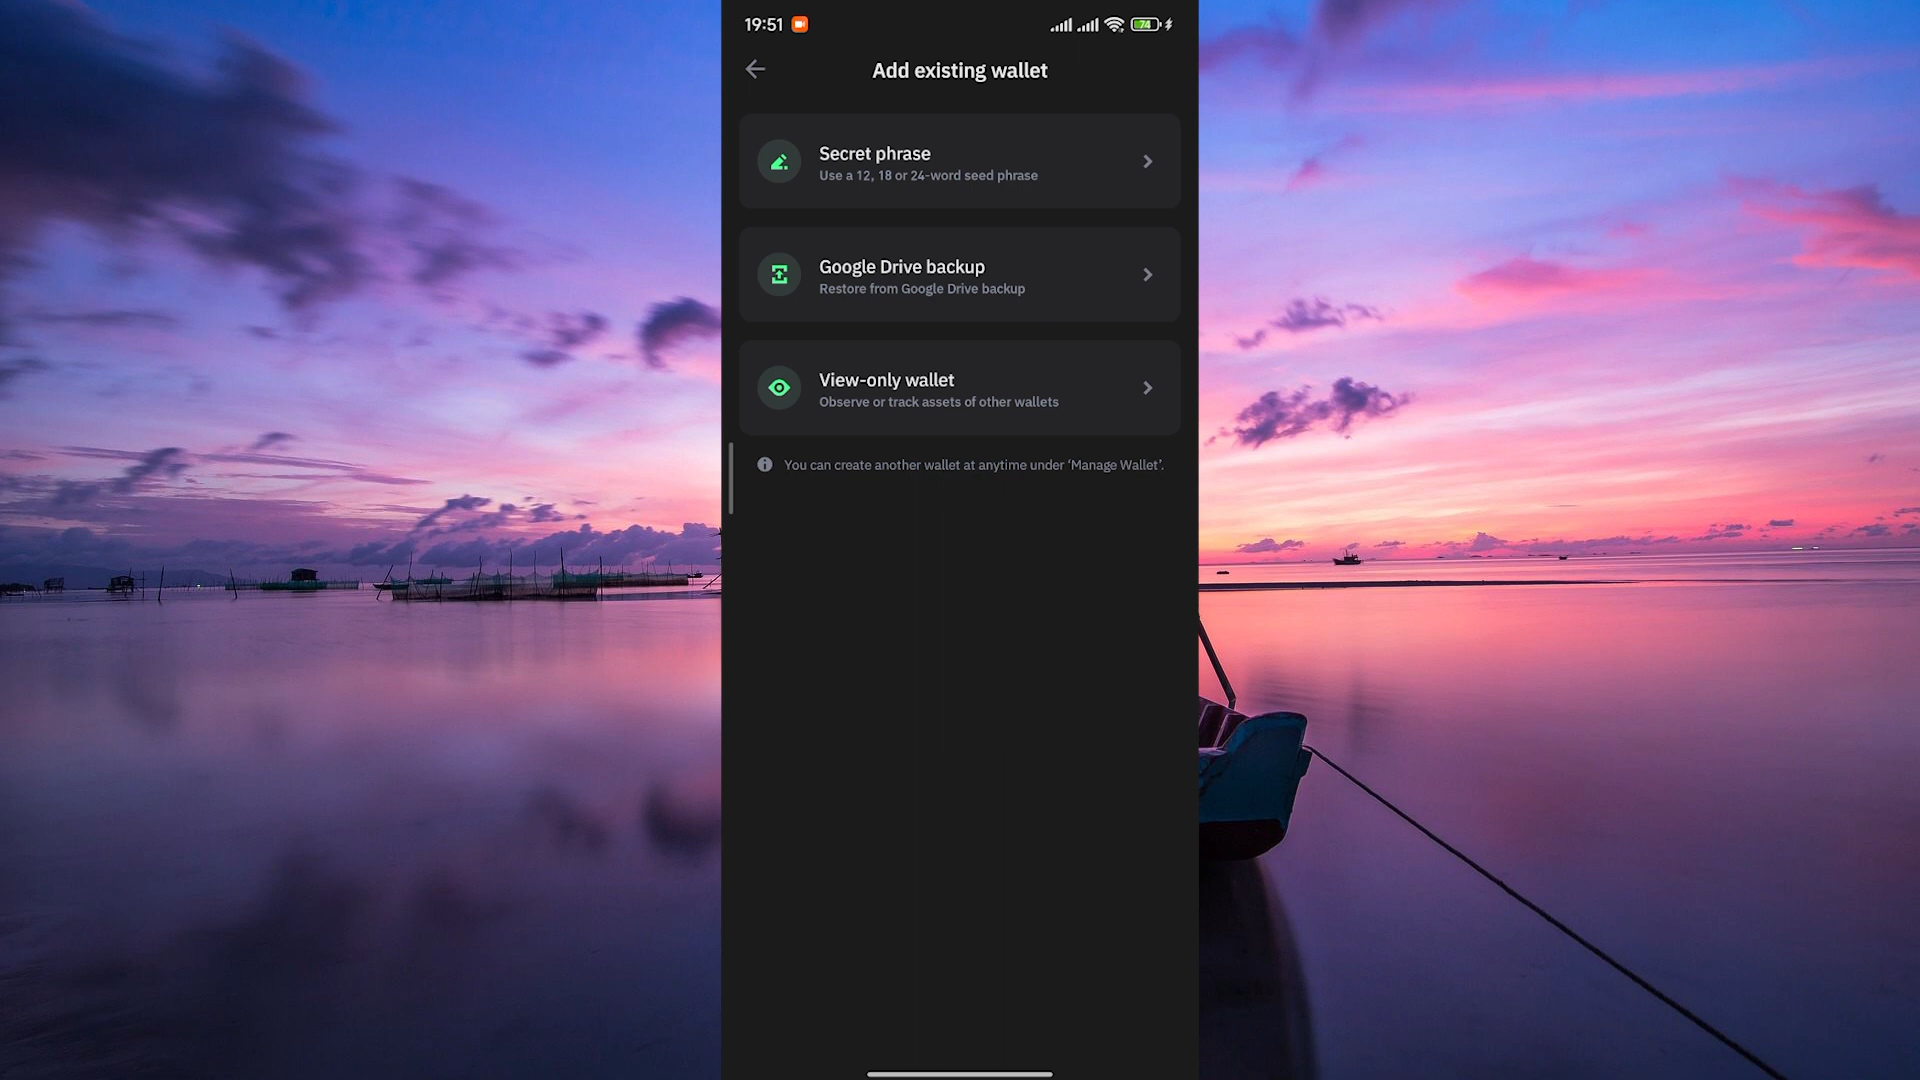 19:51
74
Add existing wallet
Secret phrase
Use a 12, 18 or 24-word seed phrase
Google Drive backup
Restore from Google Drive backup
View-only wallet
Observe or track assets of other wallets
You can create another wallet at anytime under ‘Manage Wallet’.